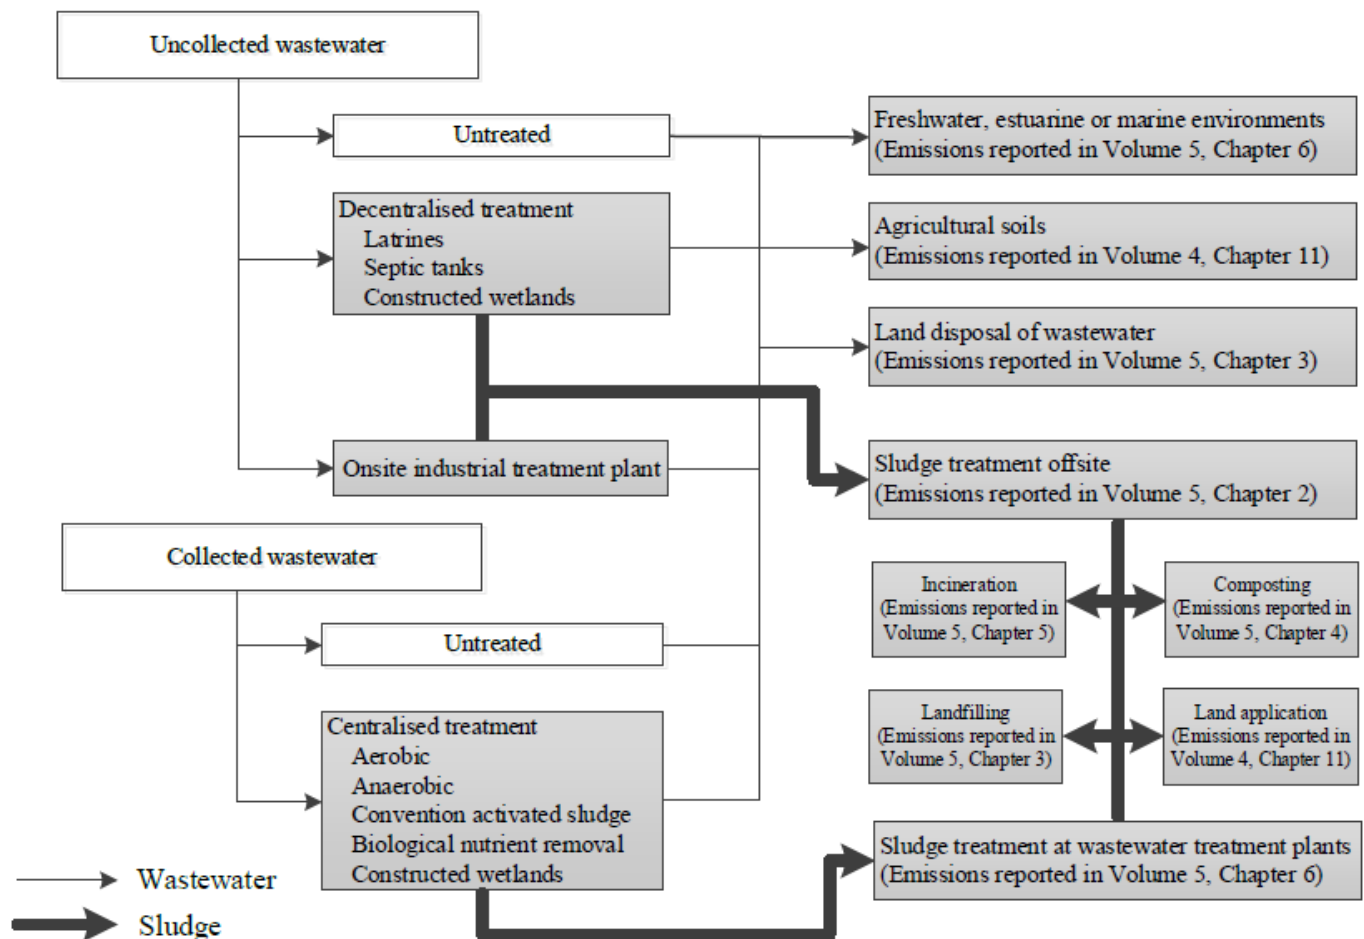 Uncollected wastewater
Untreated
Decentralised treatment
Latrines
Septic tanks
Constructed wetlands
Onsite industrial treatment plant
Collected wastewater
Untreated
Centralised treatment
Aerobic
Anaerobic
Convention activated sludge
Biological nutrient removal
Constructed wetlands
Wastewater
Sludge
Freshwater, estuarine or marine environments
(Emissions reported in Volume 5, Chapter 6)
Agricultural soils
(Emissions reported in Volume 4, Chapter 11)
Land disposal of wastewater
(Emissions reported in Volume 5, Chapter 3)
Sludge treatment offsite
(Emissions reported in Volume 5, Chapter 2)
Incineration
(Emissions reported in
Volume 5, Chapter 5)
Composting
(Emissions reported in
Volume 5, Chapter 4)
Landfilling
(Emissions reported in
Volume 5, Chapter 3)
Land application
(Emissions reported in
Volume 4, Chapter 11)
Sludge treatment at wastewater treatment plants
(Emissions reported in Volume 5, Chapter 6)